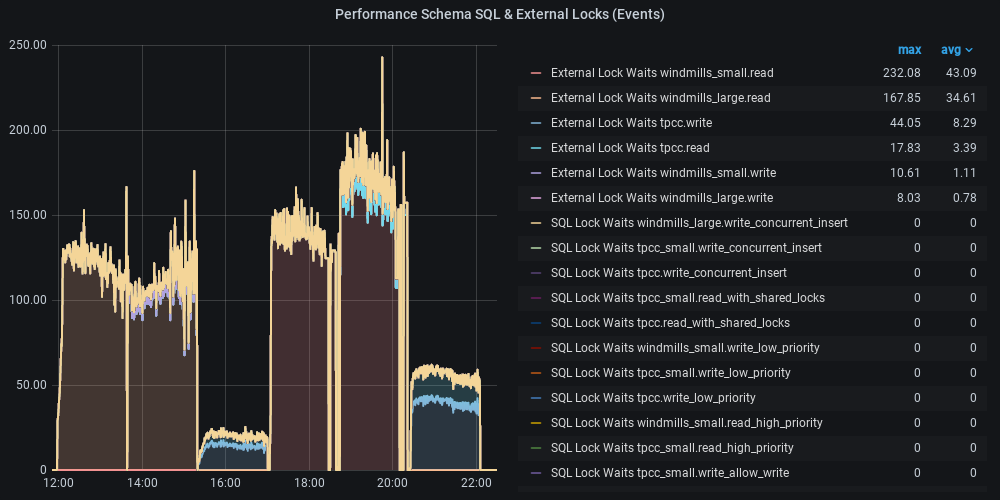 Performance Schema SQL & External Locks (Events)
250.00
200.00
150.00
100.00
50.00
0
12:00 14:00 16:00 18:00 20:00 22:00
max avg
External Lock Waits windmills_small.read 232.08 43.09
External Lock Waits windmills_large.read 167.85 34.61
External Lock Waits tpcc.write 44.05 8.29
External Lock Waits tpcc.read 17.83 3.39
External Lock Waits windmills_small.write 10.61 1.11
External Lock Waits windmills_large.write 8.03 0.78
SQL Lock Waits windmills_large.write_concurrent_insert 0 0
SQL Lock Waits tpcc_small.write_concurrent_insert 0 0
SQL Lock Waits tpcc.write_concurrent_insert 0 0
SQL Lock Waits tpcc_small.read_with_shared_locks 0 0
SQL Lock Waits tpcc.read_with_shared_locks 0 0
SQL Lock Waits windmills_small.write_low_priority 0 0
SQL Lock Waits tpcc_small.write_low_priority 0 0
SQL Lock Waits tpcc.write_low_priority 0 0
SQL Lock Waits windmills_small.read_high_priority 0 0
SQL Lock Waits tpcc_small.read_high_priority 0 0
SQL Lock Waits tpcc_small.write_allow_write 0 0